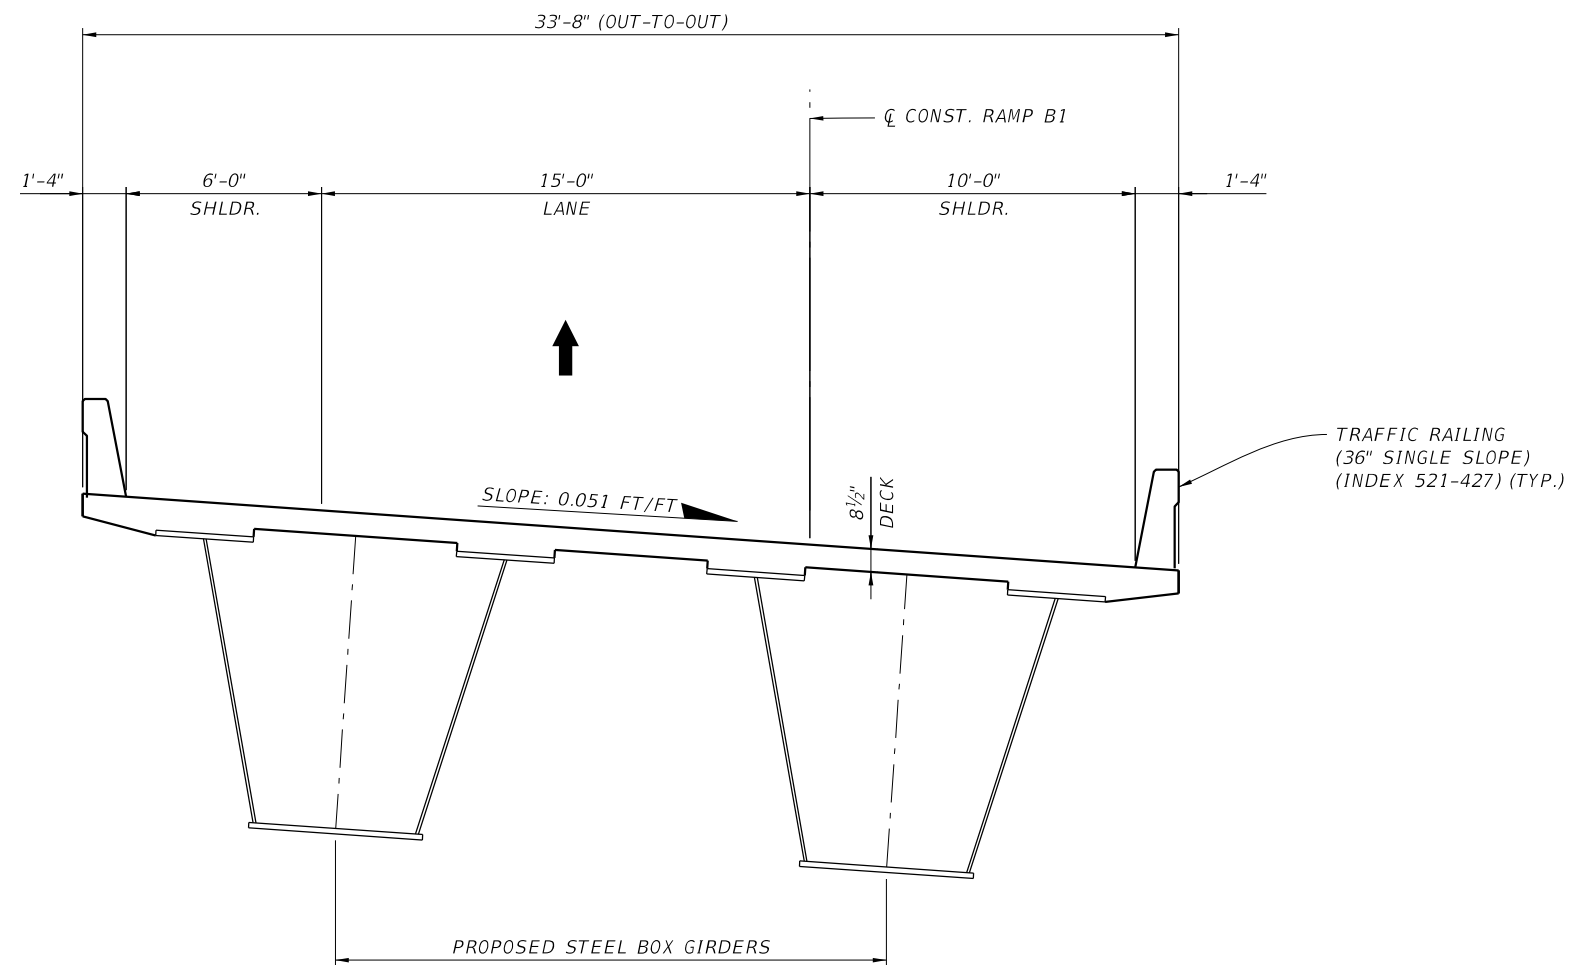 33'-8" (OUT-TO-OUT)
℄ CONST. RAMP B1
1'-4" 6'-0" 15'-0" 10'-0" 1'-4"
SHLDR. LANE SHLDR.
TRAFFIC RAILING
(36" SINGLE SLOPE)
(INDEX 521-427) (TYP.)
SLOPE: 0.051 FT/FT
8½"
DECK
PROPOSED STEEL BOX GIRDERS